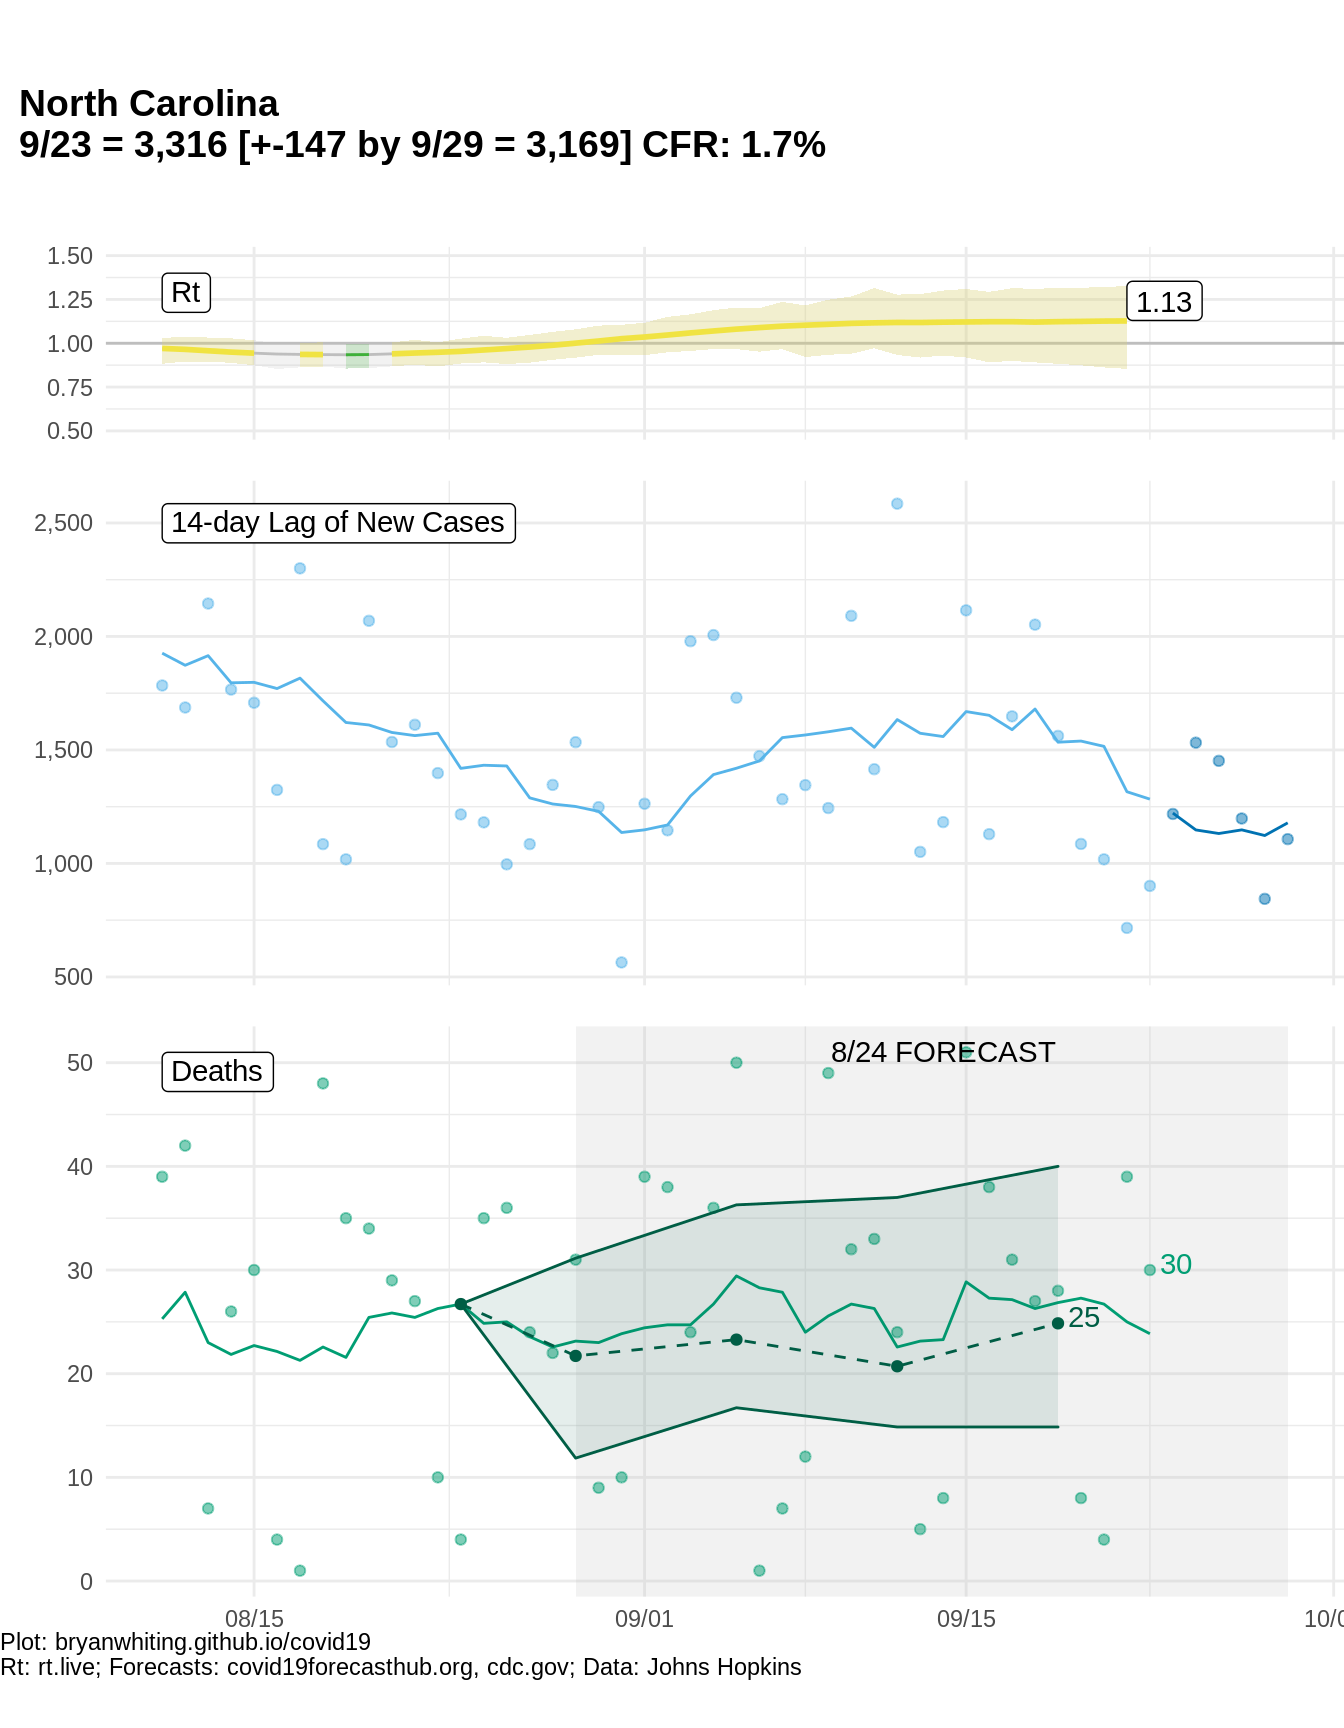 North Carolina
9/23 = 3,316 [+-147 by 9/29 = 3,169] CFR: 1.7%
1.50
1.25
1.00
0.75
0.50
Rt
1.13
2,500
2,000
1,500
1,000
500
14-day Lag of New Cases
50
40
30
20
10
0
Deaths
8/24 FORECAST
30
25
08/15
09/01
09/15
10/0
Plot: bryanwhiting.github.io/covid19
Rt: rt.live; Forecasts: covid19forecasthub.org, cdc.gov; Data: Johns Hopkins